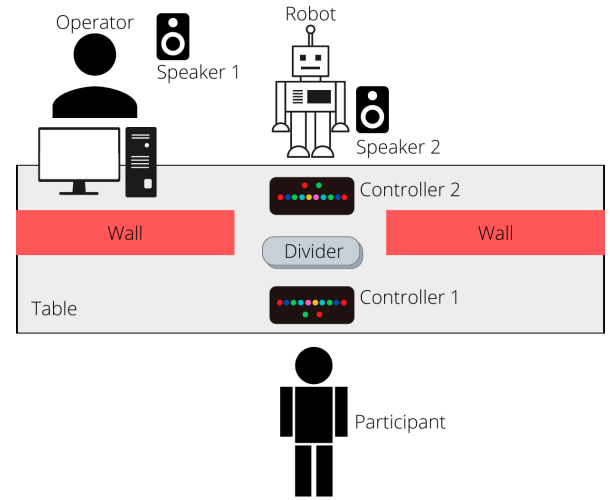 Operator
Robot
Speaker 1
Speaker 2
Controller 2
Wall
Wall
Divider
Controller 1
Table
Participant